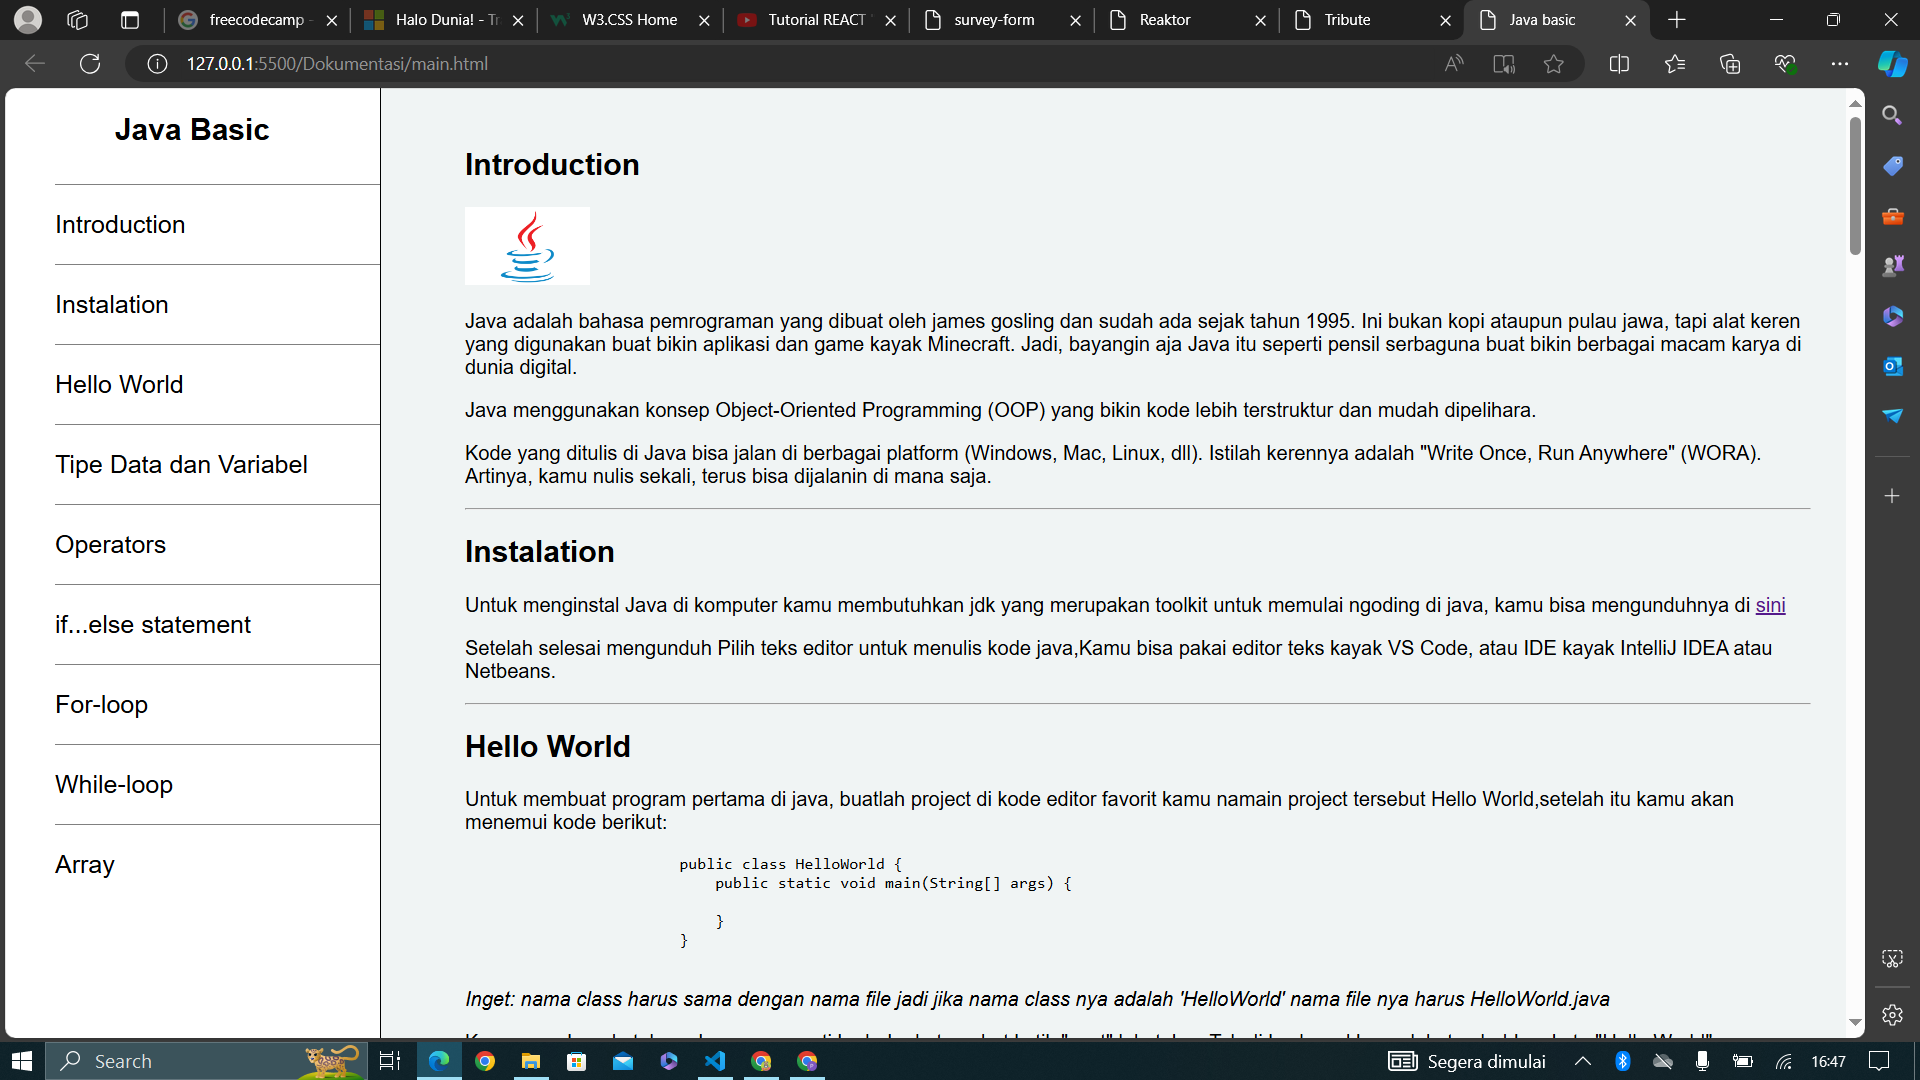 freecodecamp -
Halo Dunia! - Tr
W3.CSS Home
Tutorial REACT
survey-form
Reaktor
Tribute
Java basic
127.0.0.1:5500/Dokumentasi/main.html
Java Basic
Introduction
Instalation
Hello World
Tipe Data dan Variabel
Operators
if...else statement
For-loop
While-loop
Array
Introduction
Java adalah bahasa pemrograman yang dibuat oleh james gosling dan sudah ada sejak tahun 1995. Ini bukan kopi ataupun pulau jawa, tapi alat keren
yang digunakan buat bikin aplikasi dan game kayak Minecraft. Jadi, bayangin aja Java itu seperti pensil serbaguna buat bikin berbagai macam karya di
dunia digital.
Java menggunakan konsep Object-Oriented Programming (OOP) yang bikin kode lebih terstruktur dan mudah dipelihara.
Kode yang ditulis di Java bisa jalan di berbagai platform (Windows, Mac, Linux, dll). Istilah kerennya adalah "Write Once, Run Anywhere" (WORA).
Artinya, kamu nulis sekali, terus bisa dijalanin di mana saja.
Instalation
Untuk menginstal Java di komputer kamu membutuhkan jdk yang merupakan toolkit untuk memulai ngoding di java, kamu bisa mengunduhnya di sini
Setelah selesai mengunduh Pilih teks editor untuk menulis kode java,Kamu bisa pakai editor teks kayak VS Code, atau IDE kayak IntelliJ IDEA atau
Netbeans.
Hello World
Untuk membuat program pertama di java, buatlah project di kode editor favorit kamu namain project tersebut Hello World,setelah itu kamu akan
menemui kode berikut:
public class HelloWorld {
public static void main(String[] args) {
}
}
Inget: nama class harus sama dengan nama file jadi jika nama class nya adalah 'HelloWorld' nama file nya harus HelloWorld.java
Search
Segera dimulai
16:47